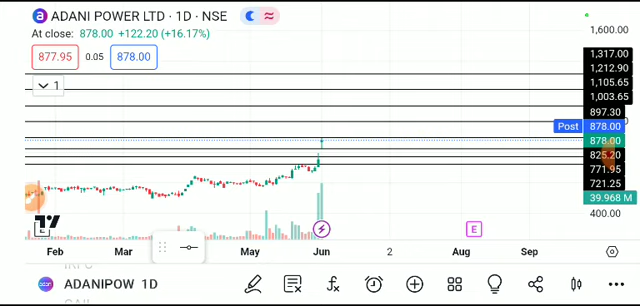 ADANI POWER LTD · 1D · NSE
At close: 878.00 +122.20 (+16.17%)
877.95 0.05 878.00
1
1,600.00
1,317.00
1,212.90
1,105.65
1,003.65
897.30
Post 878.00
878.00
825.20
771.95
721.25
39.968 M
400.00
Feb Mar May Jun 2 Aug Sep
E
ADANIPOW 1D